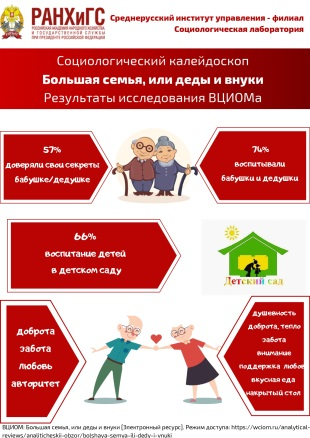 РАНХиГС
РОССИЙСКАЯ АКАДЕМИЯ НАРОДНОГО ХОЗЯЙСТВА
И ГОСУДАРСТВЕННОЙ СЛУЖБЫ
ПРИ ПРЕЗИДЕНТЕ РОССИЙСКОЙ ФЕДЕРАЦИИ
Среднерусский институт управления - филиал
Социологическая лаборатория
Социологический калейдоскоп
Большая семья, или деды и внуки
Результаты исследования ВЦИОМа
57%
доверяли свои секреты
бабушке/дедушке
74%
воспитывали
бабушки и дедушки
66%
воспитание детей
в детском саду
Детский сад
доброта
забота
любовь
авторитет
душевность
доброта, тепло
забота
внимание
поддержка любовь
вкусная еда
накрытый стол
ВЦИОМ: Большая семья, или деды и внуки [Электронный ресурс]. Режим доступа: https://wciom.ru/analytical-
reviews/analiticheskii-obzor/bolshaya-semya-ili-dedy-i-vnuki